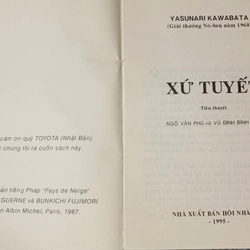 cảm ơn quý TOYOTA (Nhật Bản)
chúng tôi ra cuốn sách này.
tiếng Pháp "Pays de Neige"
GUERNE và BUNKICHI FUJIMORI
Albin Michel, Paris, 1967.
YASUNARI KAWABATA
(Giải thưởng Nô-ben năm 1968)
XỨ TUYẾT
Tiểu thuyết
NGÔ VĂN PHÚ và VŨ ĐÌNH BÌNH
NHÀ XUẤT BẢN HỘI NHÀ
- 1995 -